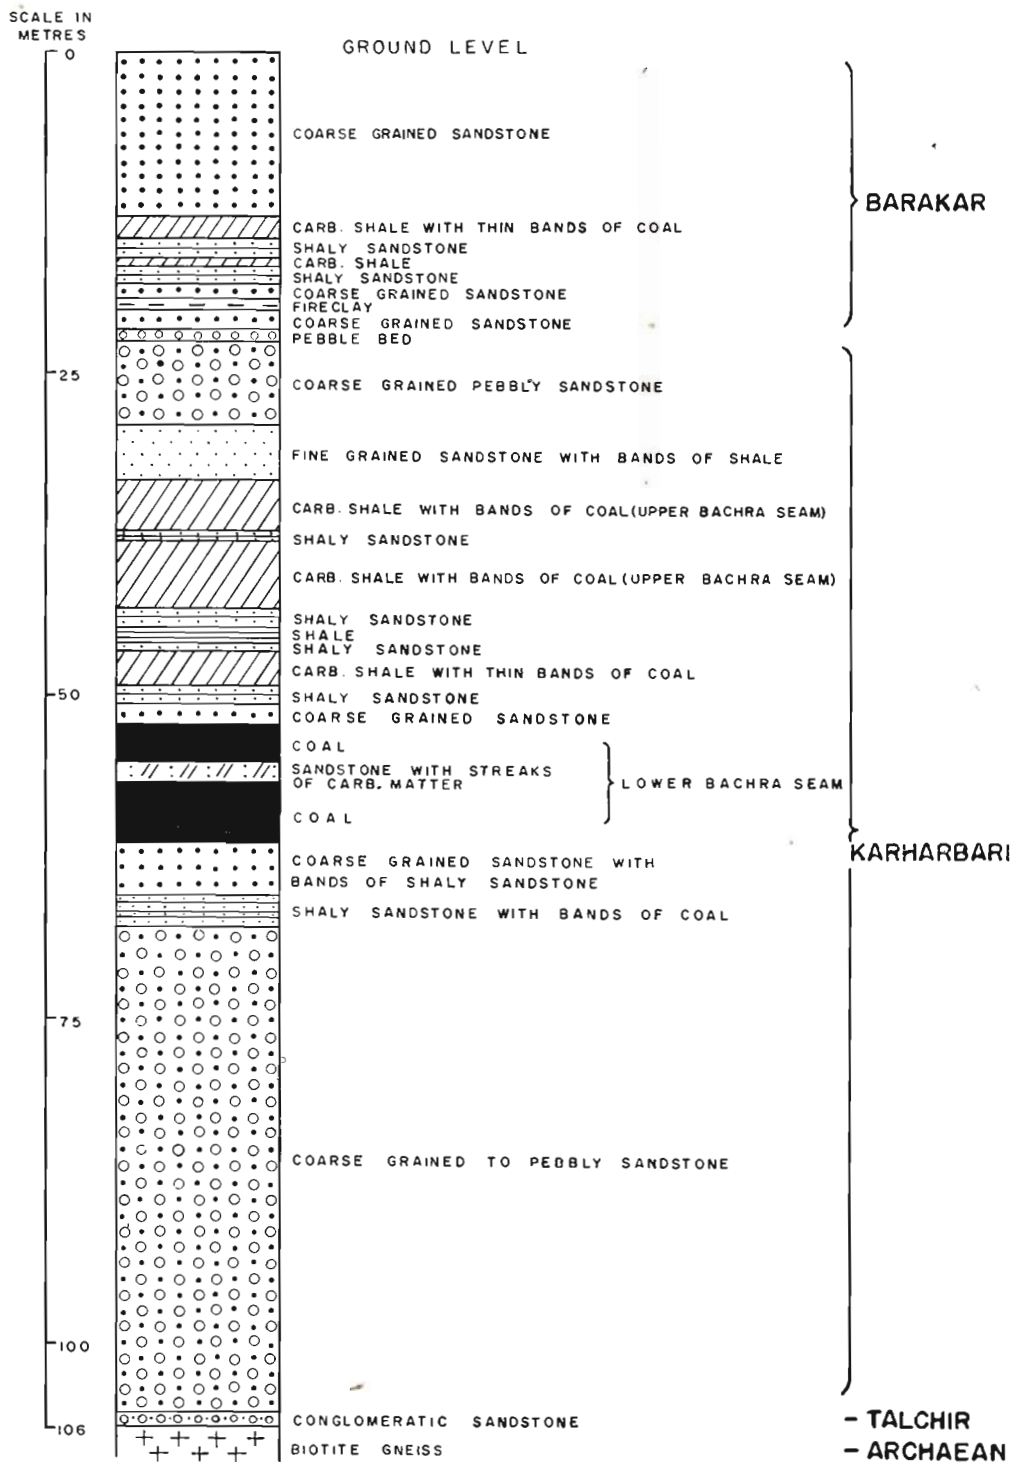 SCALE IN
METRES
0
GROUND LEVEL
COARSE GRAINED SANDSTONE
BARAKAR
CARB. SHALE WITH THIN BANDS OF COAL
SHALY SANDSTONE
CARB. SHALE
SHALY SANDSTONE
COARSE GRAINED SANDSTONE
FIRECLAY
COARSE GRAINED SANDSTONE
PEBBLE BED
25
COARSE GRAINED PEBBLY SANDSTONE
FINE GRAINED SANDSTONE WITH BANDS OF SHALE
CARB. SHALE WITH BANDS OF COAL (UPPER BACHRA SEAM)
SHALY SANDSTONE
CARB. SHALE WITH BANDS OF COAL (UPPER BACHRA SEAM)
SHALY SANDSTONE
SHALE
SHALY SANDSTONE
CARB. SHALE WITH THIN BANDS OF COAL
50
SHALY SANDSTONE
COARSE GRAINED SANDSTONE
COAL
SANDSTONE WITH STREAKS
OF CARB. MATTER
LOWER BACHRA SEAM
COAL
KARHARBARI
COARSE GRAINED SANDSTONE WITH
BANDS OF SHALY SANDSTONE
SHALY SANDSTONE WITH BANDS OF COAL
75
COARSE GRAINED TO PEBBLY SANDSTONE
100
106
CONGLOMERATIC SANDSTONE
– TALCHIR
BIOTITE GNEISS
– ARCHAEAN